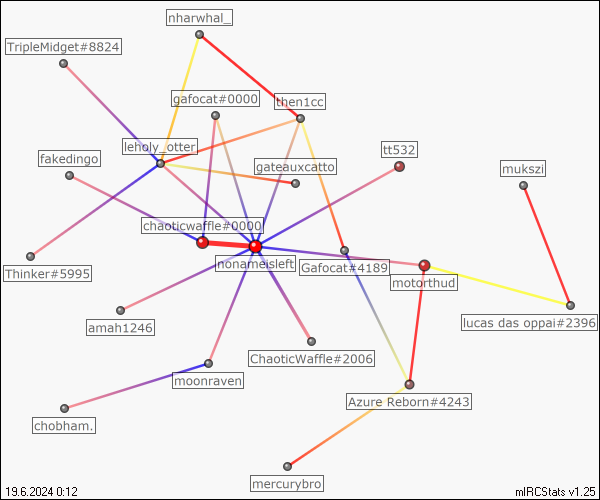 nharwhal_
TripleMidget#8824
gafocat#0000
then1cc
leholy_otter
tt532
fakedingo
gateauxcatto
mukszi
chaoticwaffle#0000
nonameisleft
Gafocat#4189
Thinker#5995
motorthud
amah1246
lucas das oppai#2396
ChaoticWaffle#2006
moonraven
Azure Reborn#4243
chobham.
mercurybro
19.6.2024 0:12
mIRCStats v1.25